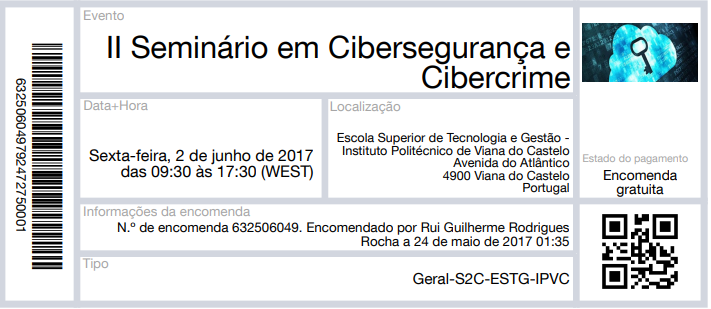 632506049792472750001
Evento
II Seminário em Cibersegurança e
Cibercrime
Data+Hora
Sexta-feira, 2 de junho de 2017
das 09:30 às 17:30 (WEST)
Localização
Escola Superior de Tecnologia e Gestão -
Instituto Politécnico de Viana do Castelo
Avenida do Atlântico
4900 Viana do Castelo
Portugal
Estado do pagamento
Encomenda
gratuita
Informações da encomenda
N.º de encomenda 632506049. Encomendado por Rui Guilherme Rodrigues
Rocha a 24 de maio de 2017 01:35
Tipo
Geral-S2C-ESTG-IPVC